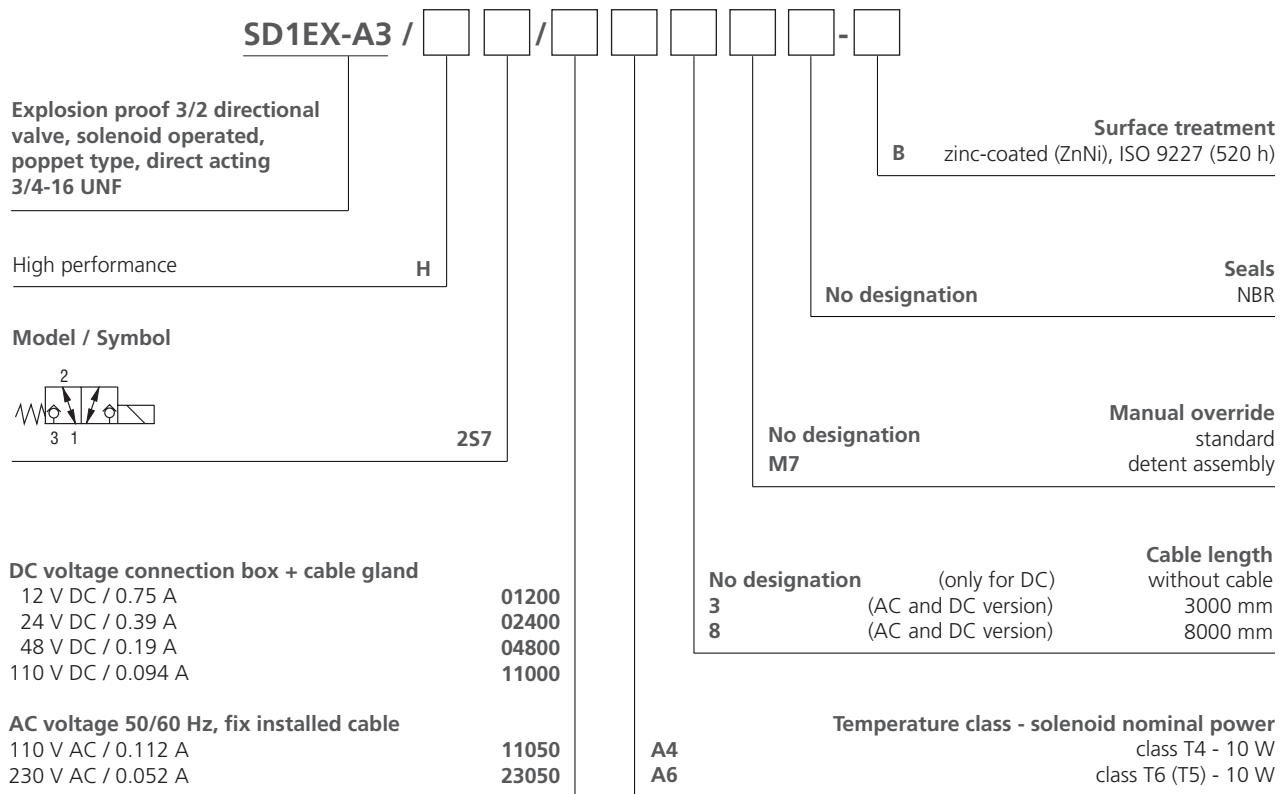 SD1EX-A3 / / -
Explosion proof 3/2 directional
valve, solenoid operated,
poppet type, direct acting
3/4-16 UNF
Surface treatment
B zinc-coated (ZnNi), ISO 9227 (520 h)
High performance H
Seals
No designation NBR
Model / Symbol
2
3 1
2S7
Manual override
No designation standard
M7 detent assembly
Cable length
No designation (only for DC) without cable
3 (AC and DC version) 3000 mm
8 (AC and DC version) 8000 mm
DC voltage connection box + cable gland
12 V DC / 0.75 A 01200
24 V DC / 0.39 A 02400
48 V DC / 0.19 A 04800
110 V DC / 0.094 A 11000
AC voltage 50/60 Hz, fix installed cable
110 V AC / 0.112 A 11050
230 V AC / 0.052 A 23050
Temperature class - solenoid nominal power
A4 class T4 - 10 W
A6 class T6 (T5) - 10 W